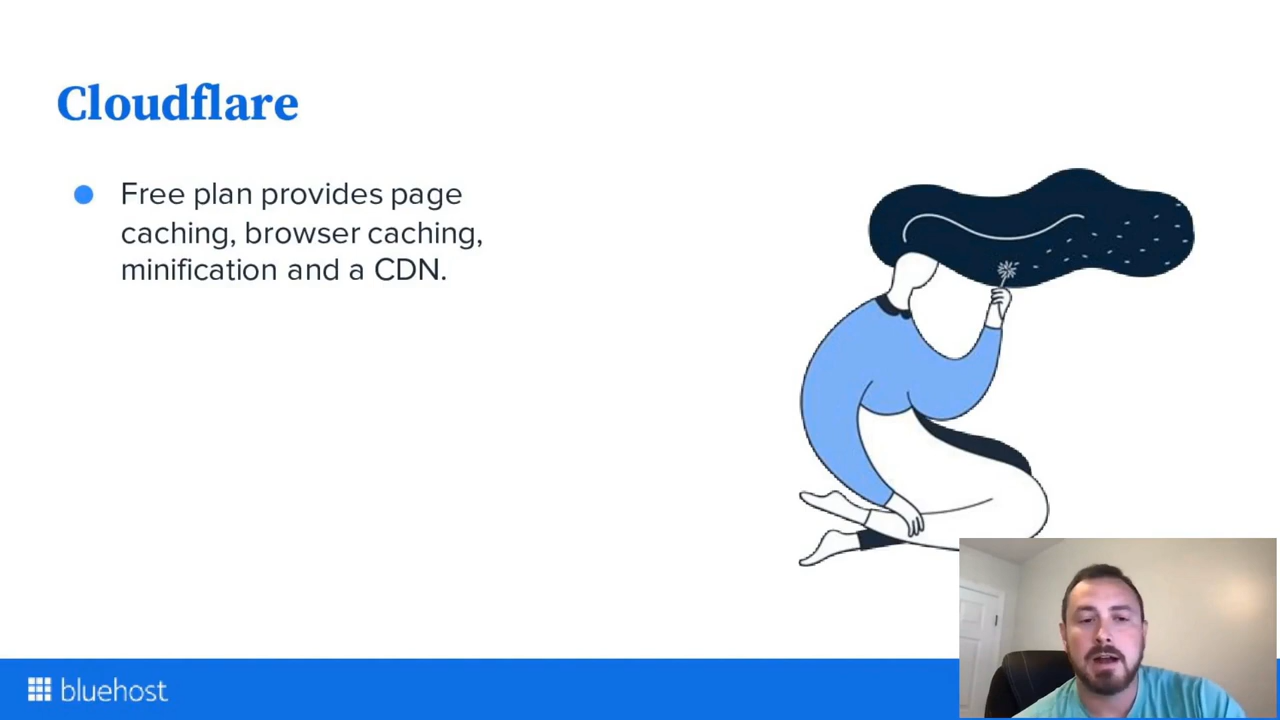 Cloudflare
Free plan provides page
caching, browser caching,
minification and a CDN.
bluehost